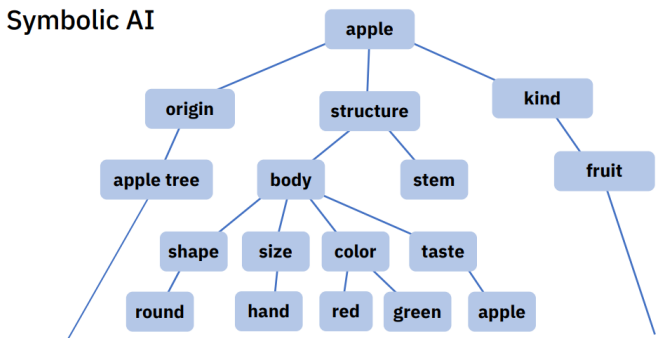 Symbolic AI
apple
origin
structure
kind
apple tree
body
stem
fruit
shape
size
color
taste
round
hand
red
green
apple